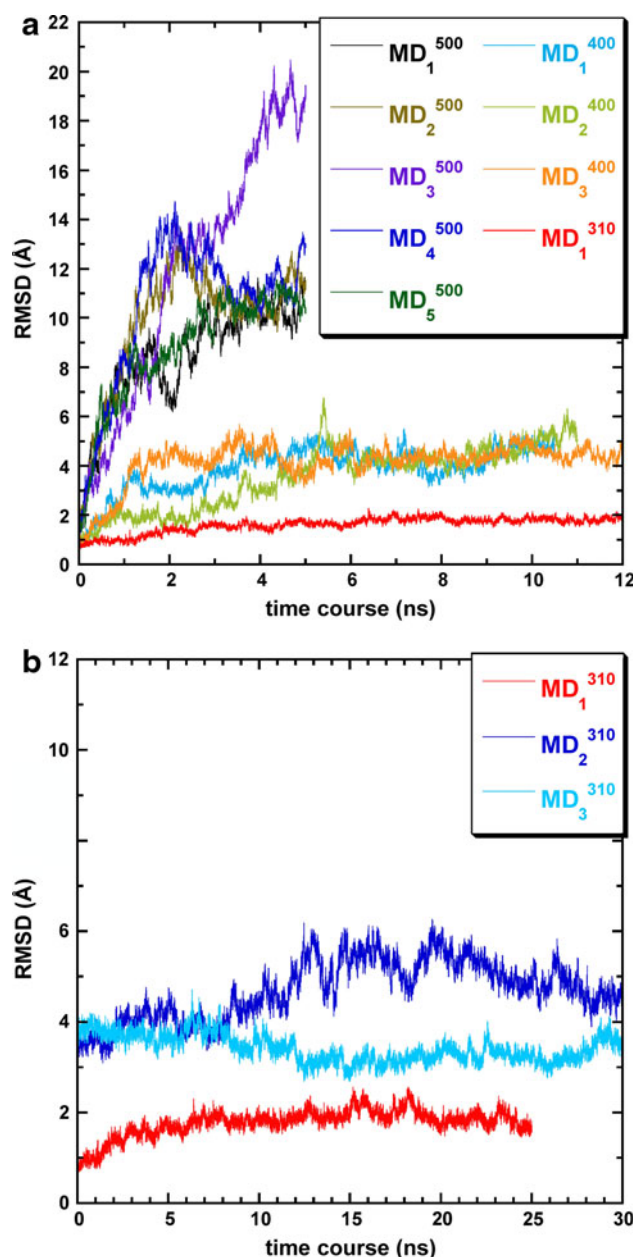 a
RMSD (Å)
22
20
18
16
14
12
10
8
6
4
2
0
MD₁⁵⁰⁰ MD₁⁴⁰⁰
MD₂⁵⁰⁰ MD₂⁴⁰⁰
MD₃⁵⁰⁰ MD₃⁴⁰⁰
MD₄⁵⁰⁰ MD₁³¹⁰
MD₅⁵⁰⁰
0 2 4 6 8 10 12
time course (ns)
b
RMSD (Å)
12
10
6
4
2
0
MD₁³¹⁰
MD₂³¹⁰
MD₃³¹⁰
0 5 10 15 20 25 30
time course (ns)